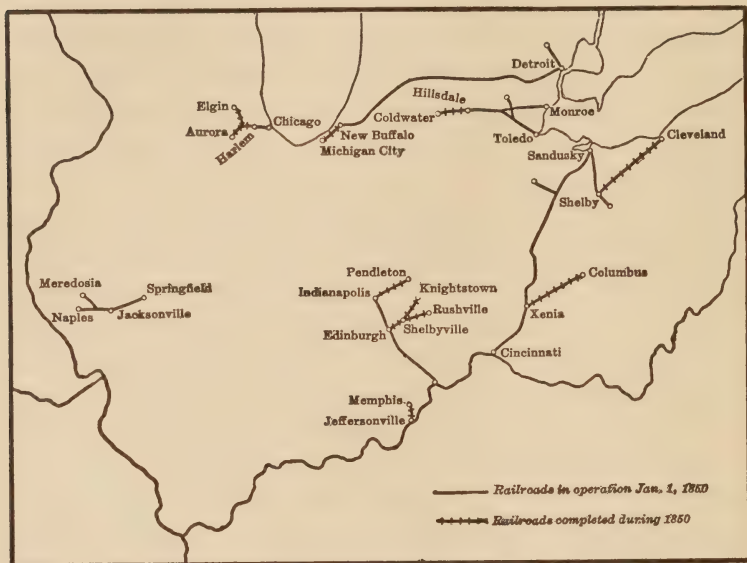 Detroit
Elgin
Hillsdale
Coldwater
Monroe
Aurora
Harlem
Chicago
New Buffalo
Michigan City
Toledo
Cleveland
Sandusky
Shelby
Meredosia
Springfield
Naples
Jacksonville
Pendleton
Indianapolis
Knightstown
Rushville
Shelbyville
Edinburgh
Columbus
Xenia
Cincinnati
Memphis
Jeffersonville
Railroads in operation Jan. 1, 1850
Railroads completed during 1850